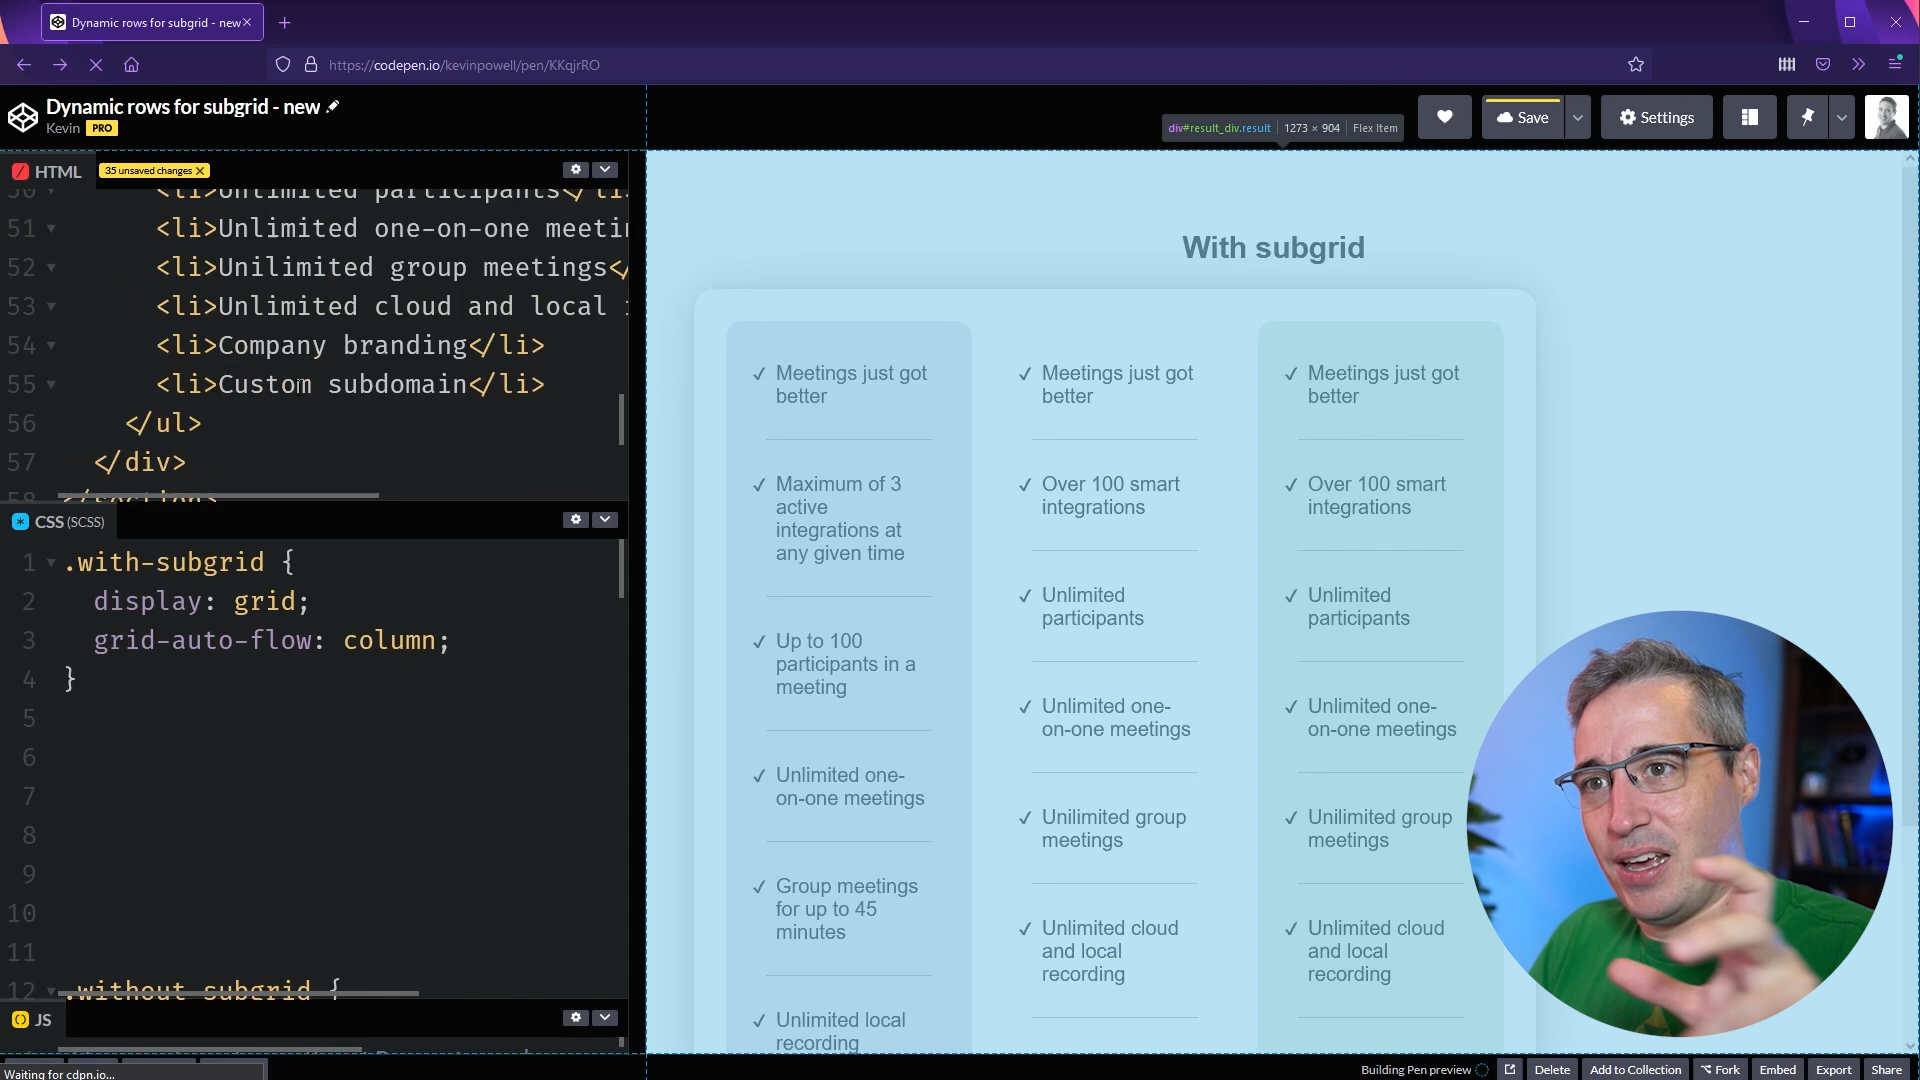 Dynamic rows for subgrid - new
https://codepen.io/kevinpowell/pen/KKqjrRO
Dynamic rows for subgrid - new
Kevin PRO
div#result_div.result 1273 × 904 Flex Item
Save
Settings
HTML
35 unsaved changes
50 <li>Unlimited participants</li>
51 <li>Unlimited one-on-one meetin
52 <li>Unilimited group meetings</
53 <li>Unlimited cloud and local
54 <li>Company branding</li>
55 <li>Custom subdomain</li>
56 </ul>
57 </div>
58 </section>
CSS (SCSS)
1 .with-subgrid {
2 display: grid;
3 grid-auto-flow: column;
4 }
5
6
7
8
9
10
11
12 .without subgrid {
JS
Waiting for cdpn.io...
With subgrid
✓ Meetings just got
better
✓ Maximum of 3
active
integrations at
any given time
✓ Up to 100
participants in a
meeting
✓ Unlimited one-
on-one meetings
✓ Group meetings
for up to 45
minutes
✓ Unlimited local
recording
✓ Meetings just got
better
✓ Over 100 smart
integrations
✓ Unlimited
participants
✓ Unlimited one-
on-one meetings
✓ Unilimited group
meetings
✓ Unlimited cloud
and local
recording
✓ Meetings just got
better
✓ Over 100 smart
integrations
✓ Unlimited
participants
✓ Unlimited one-
on-one meetings
✓ Unilimited group
meetings
✓ Unlimited cloud
and local
recording
Building Pen preview
Delete
Add to Collection
Fork
Embed
Export
Share